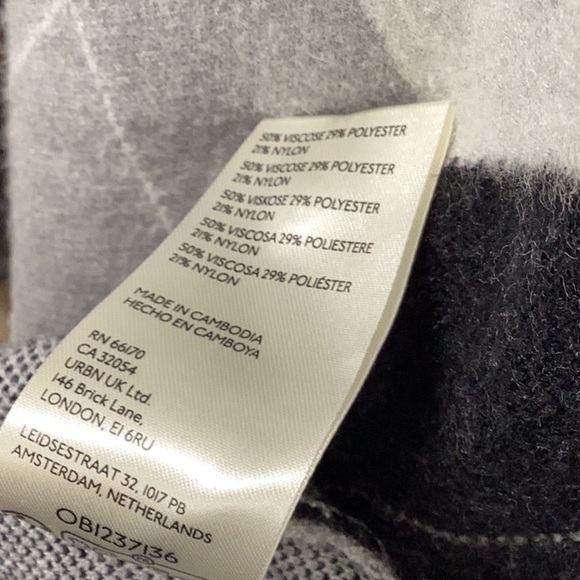 50% VISCOSE 29% POLYESTER
21% NYLON
50% VISCOSE 29% POLYESTER
21% NYLON
50% VISKOSE 29% POLYESTER
21% NYLON
50% VISCOSA 29% POLIESTERE
21% NYLON
50% VISCOSA 29% POLIÉSTER
21% NYLON
MADE IN CAMBODIA
HECHO EN CAMBOYA
RN 66170
CA 32054
URBN UK Ltd.
146 Brick Lane,
LONDON, E1 6RU
LEIDSESTRAAT 32, 1017 PB
AMSTERDAM, NETHERLANDS
OB1237136